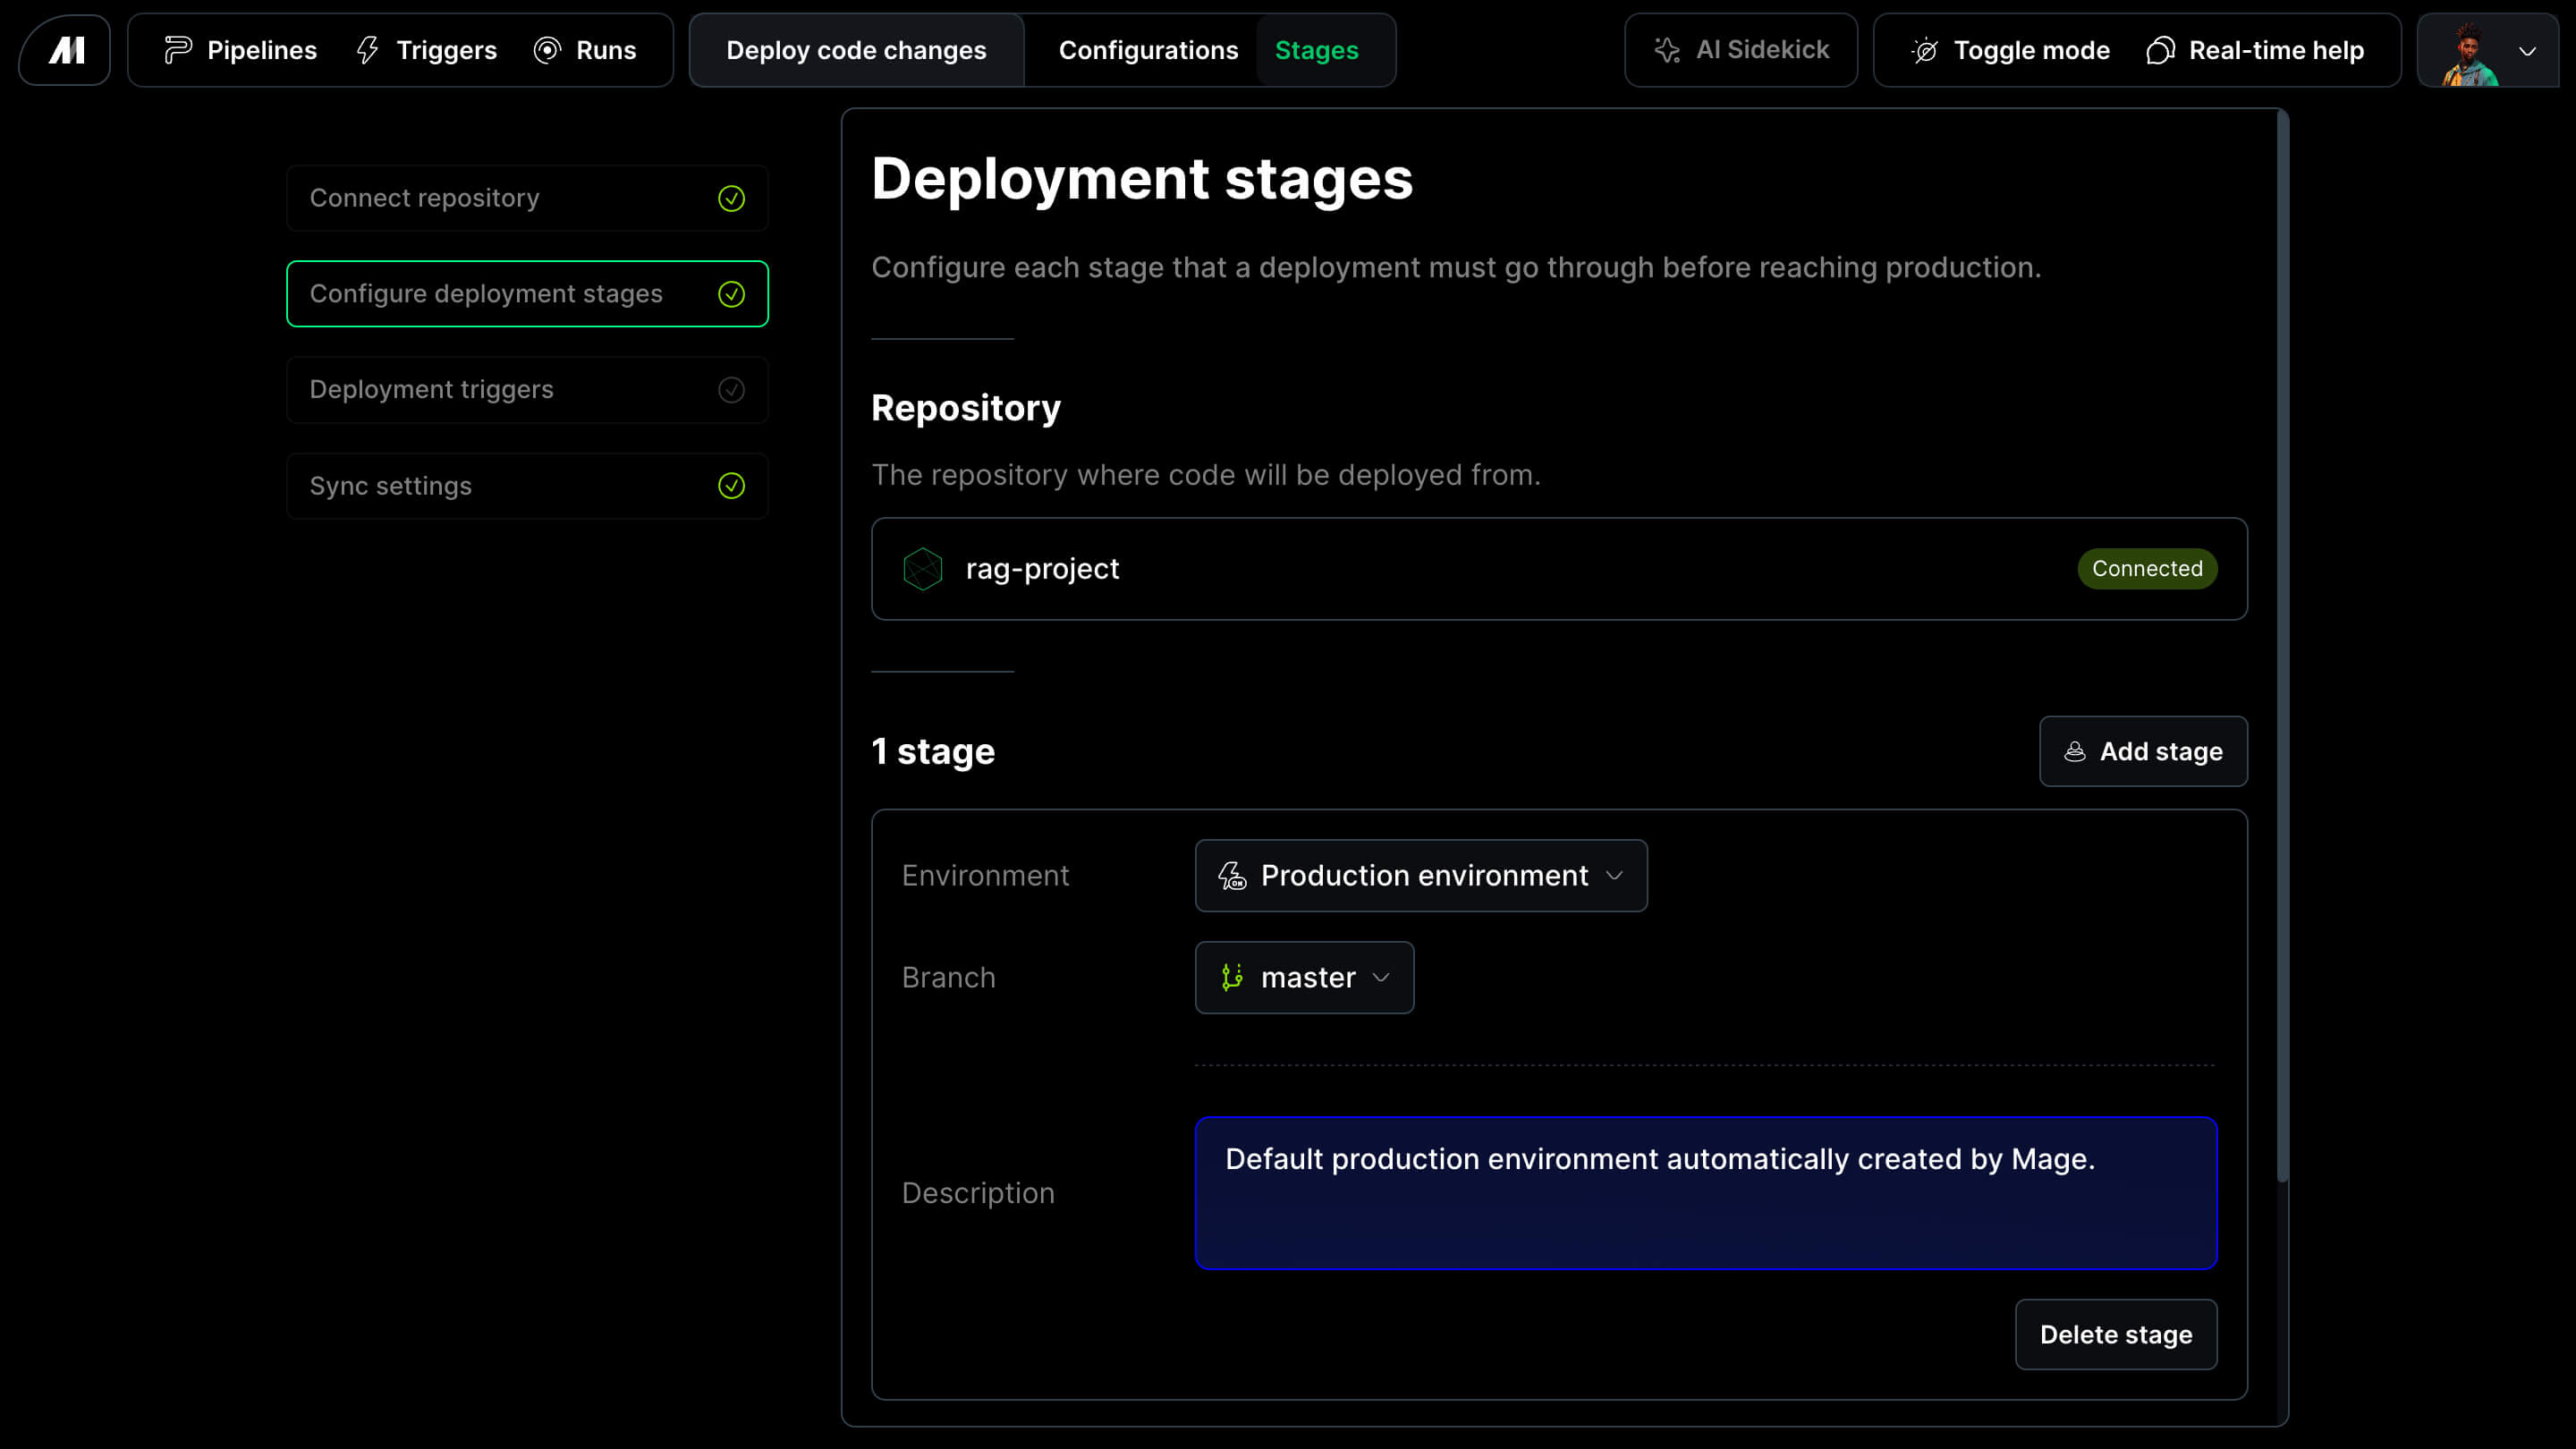 Pipelines
Triggers
Runs
Deploy code changes
Configurations
Stages
AI Sidekick
Toggle mode
Real-time help
Connect repository
Configure deployment stages
Deployment triggers
Sync settings
Deployment stages
Configure each stage that a deployment must go through before reaching production.
Repository
The repository where code will be deployed from.
rag-project
Connected
1 stage
Add stage
Environment
Production environment
Branch
master
Description
Default production environment automatically created by Mage.
Delete stage